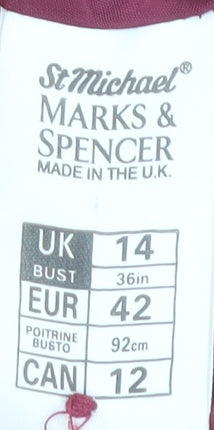 St Michael®
MARKS &
SPENCER
MADE IN THE U.K.
UK 14
BUST 36in
EUR 42
POITRINE
BUSTO 92cm
CAN 12